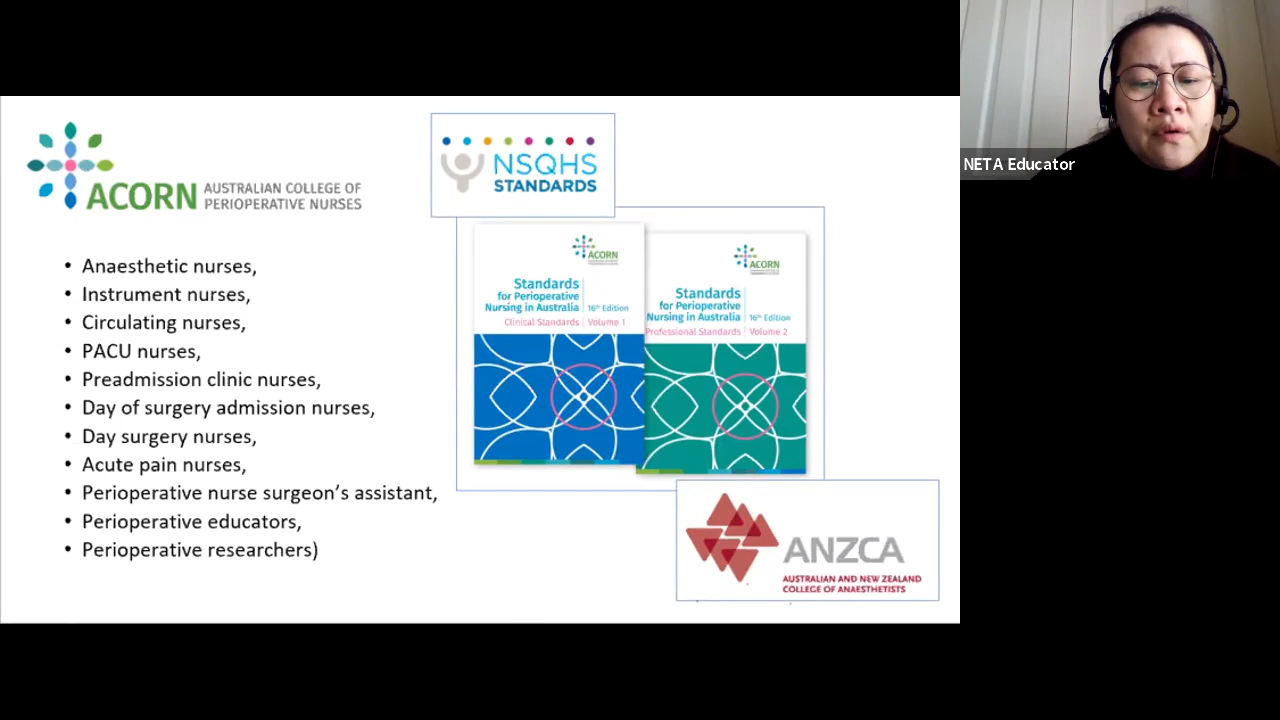 ACORN
AUSTRALIAN COLLEGE OF
PERIOPERATIVE NURSES
• Anaesthetic nurses,
• Instrument nurses,
• Circulating nurses,
• PACU nurses,
• Preadmission clinic nurses,
• Day of surgery admission nurses,
• Day surgery nurses,
• Acute pain nurses,
• Perioperative nurse surgeon’s assistant,
• Perioperative educators,
• Perioperative researchers)
NSQHS
STANDARDS
ACORN
Standards
for Perioperative
Nursing in Australia | 16th Edition
Clinical Standards | Volume 1
ACORN
Standards
for Perioperative
Nursing in Australia | 16th Edition
Professional Standards | Volume 2
ANZCA
AUSTRALIAN AND NEW ZEALAND
COLLEGE OF ANAESTHETISTS
NETA Educator